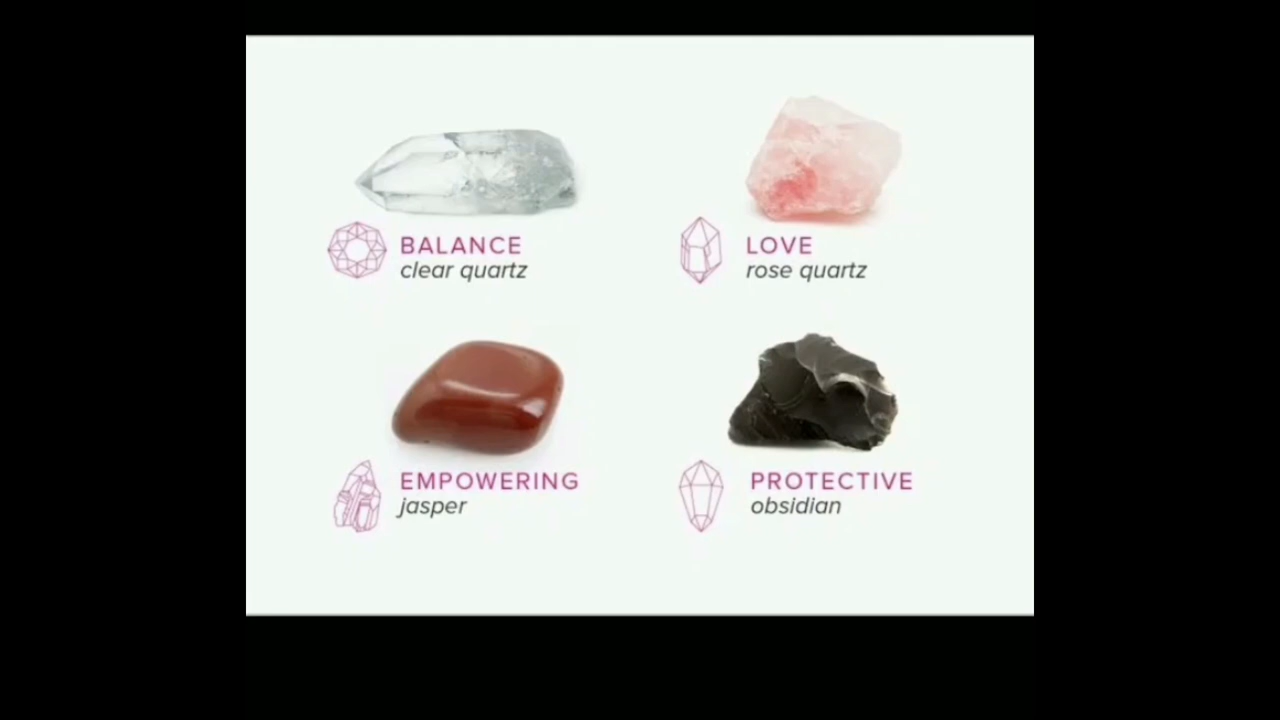 BALANCE
clear quartz
LOVE
rose quartz
EMPOWERING
jasper
PROTECTIVE
obsidian